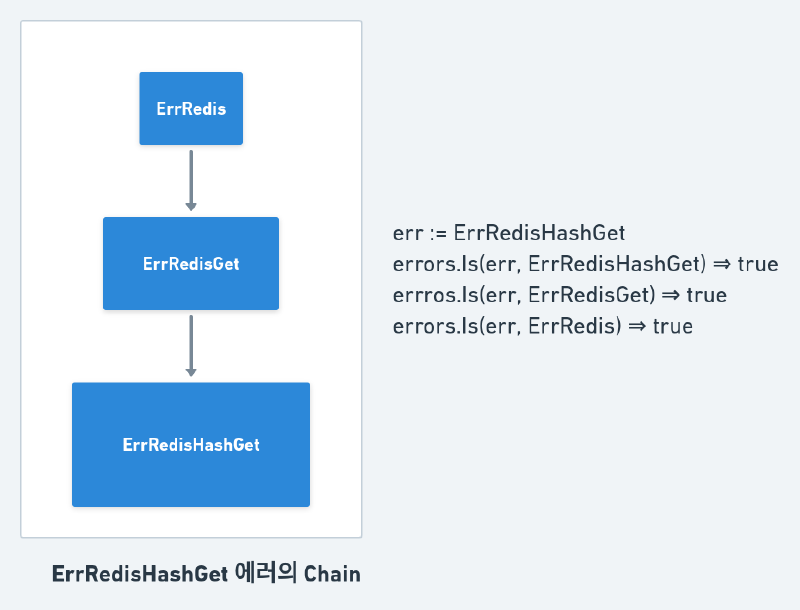 ErrRedis
ErrRedisGet
ErrRedisHashGet
err := ErrRedisHashGet
errors.Is(err, ErrRedisHashGet) ⇒ true
errros.Is(err, ErrRedisGet) ⇒ true
errors.Is(err, ErrRedis) ⇒ true
ErrRedisHashGet 에러의 Chain